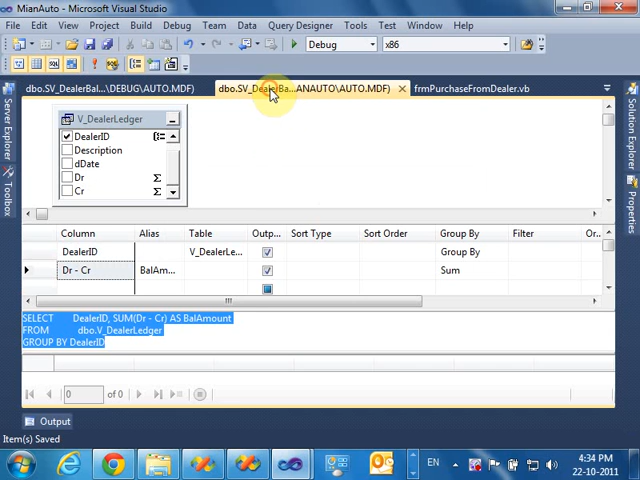 MianAuto - Microsoft Visual Studio
File Edit View Project Build Debug Team Data Query Designer Tools Test Window Help
Debug x86
dbo.SV_DealerBal...\DEBUG\AUTO.MDF) dbo.SV_DealerBa...ANAUTO\AUTO.MDF) frmPurchaseFromDealer.vb
Server Explorer
Toolbox
Solution Explorer
Properties
V_DealerLedger
DealerID
Description
dDate
Dr
Cr
Column Alias Table Outp... Sort Type Sort Order Group By Filter Or...
DealerID V_DealerLe... Group By
Dr - Cr BalAm... Sum
SELECT DealerID, SUM(Dr - Cr) AS BalAmount
FROM dbo.V_DealerLedger
GROUP BY DealerID
0 of 0
Output
Item(s) Saved
EN 4:34 PM
22-10-2011